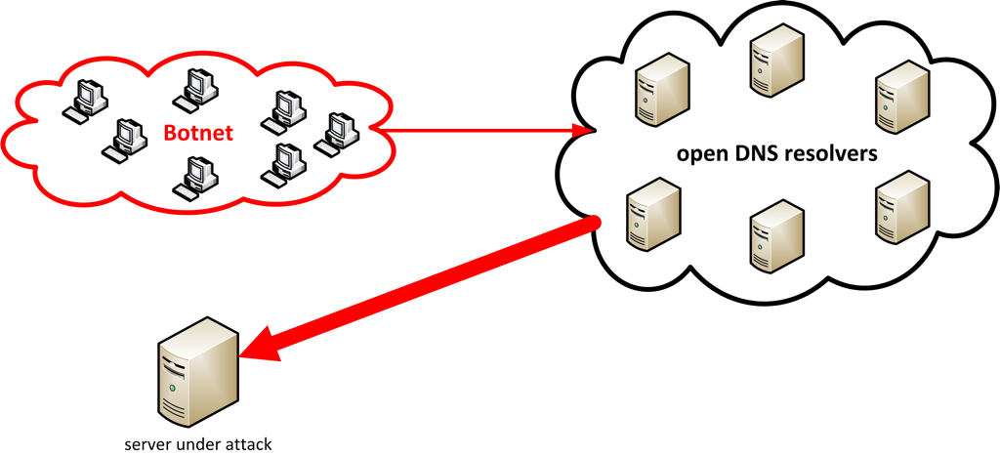 Botnet
open DNS resolvers
server under attack